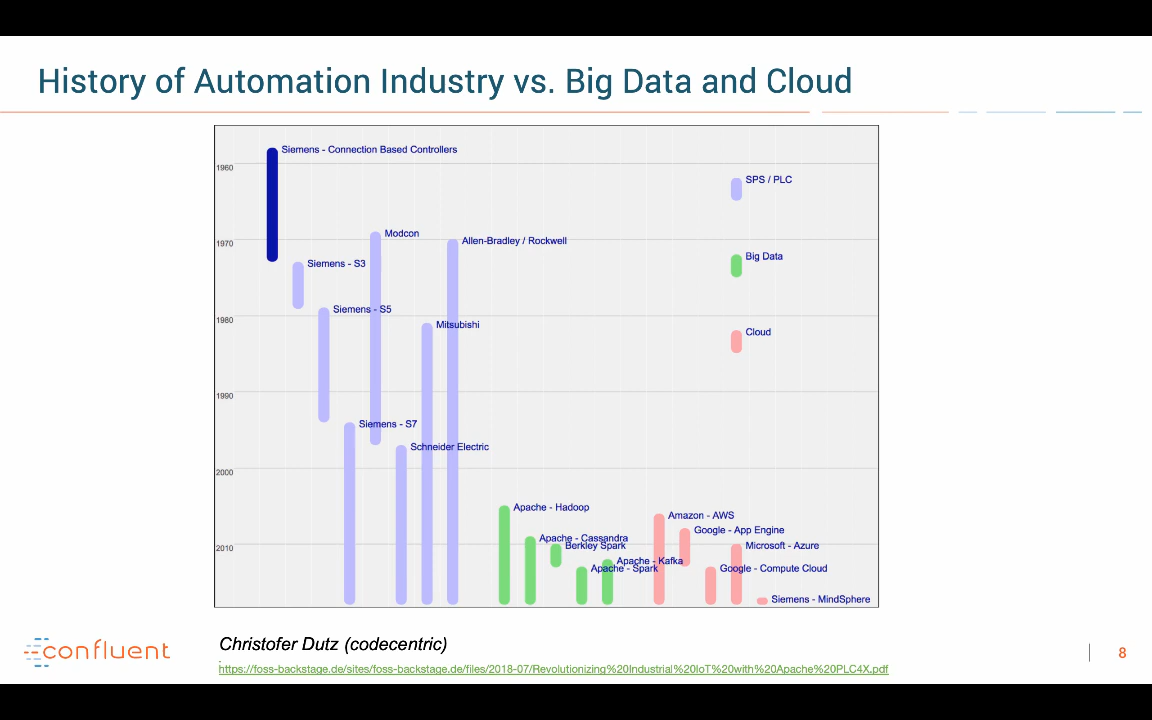 History of Automation Industry vs. Big Data and Cloud
Siemens - Connection Based Controllers
1960
SPS / PLC
Modcon
1970
Allen-Bradley / Rockwell
Big Data
Siemens - S3
Siemens - S5
1980
Mitsubishi
Cloud
1990
Siemens - S7
Schneider Electric
2000
Apache - Hadoop
Amazon - AWS
Google - App Engine
Apache - Cassandra
Berkley Spark
2010
Microsoft - Azure
Apache - Kafka
Apache - Spark
Google - Compute Cloud
Siemens - MindSphere
Christofer Dutz (codecentric)
https://foss-backstage.de/sites/foss-backstage.de/files/2018-07/Revolutionizing%20Industrial%20IoT%20with%20Apache%20PLC4X.pdf
confluent
8